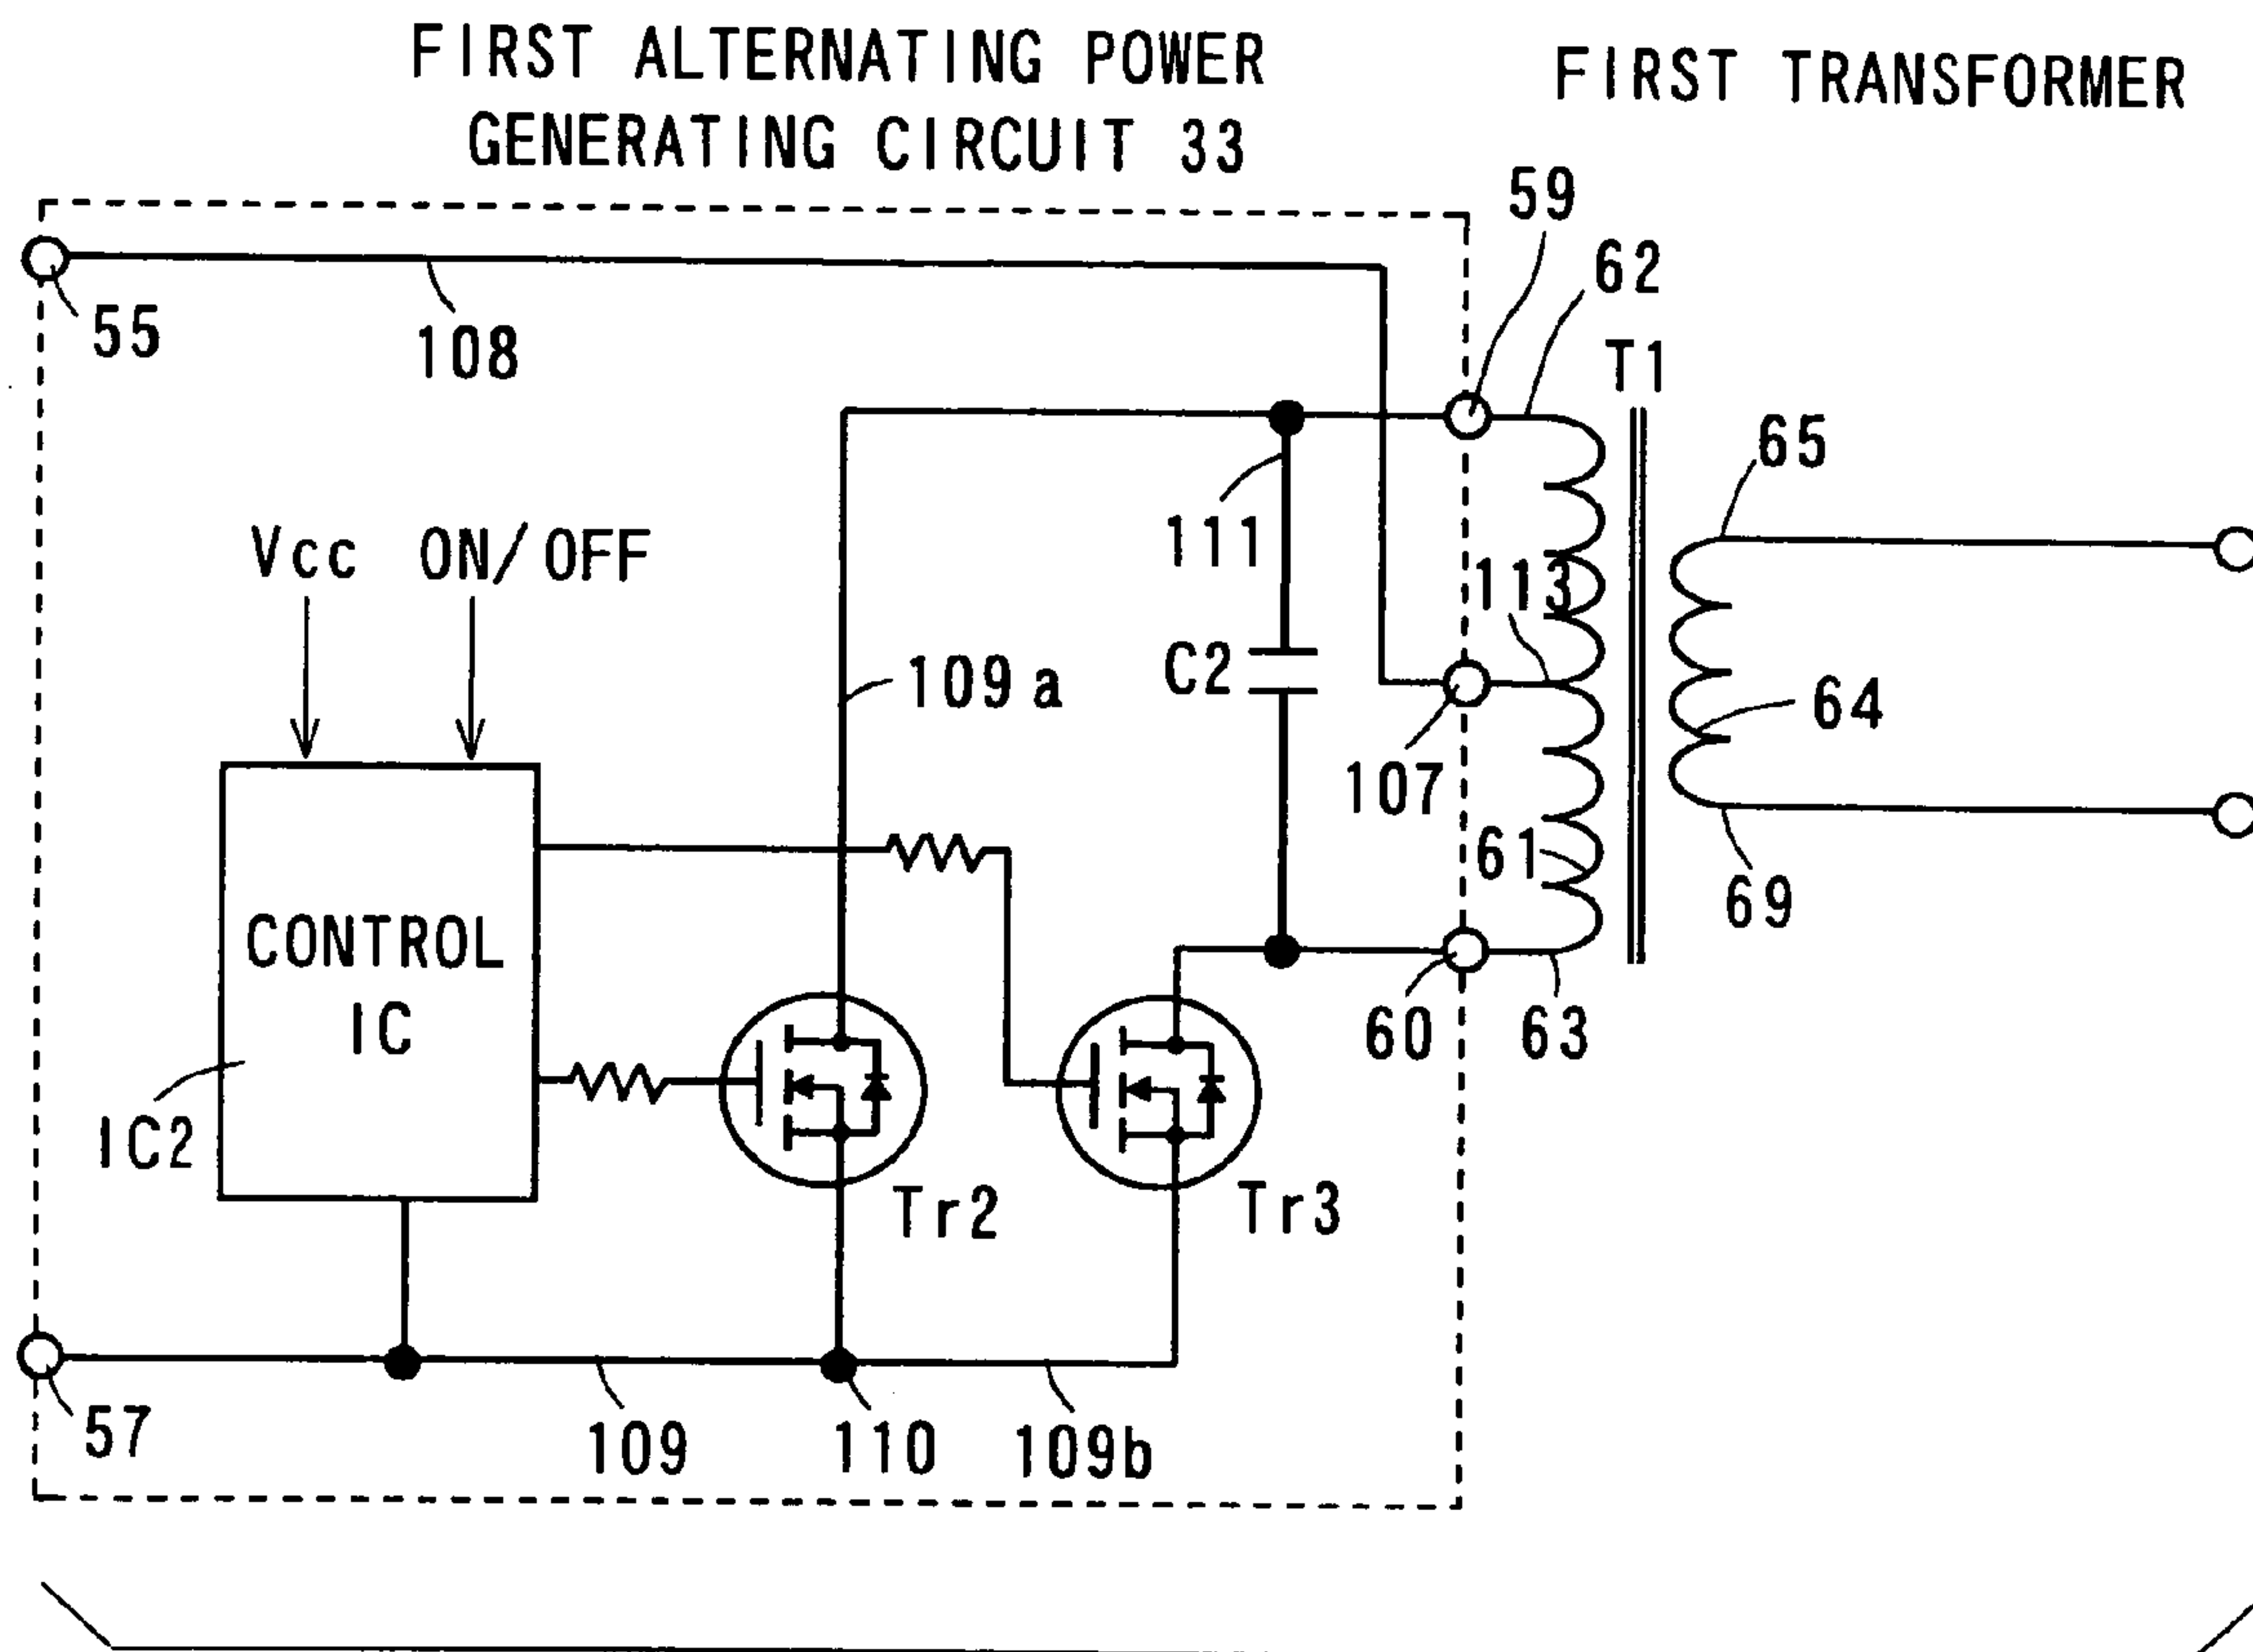 FIRST ALTERNATING POWER
GENERATING CIRCUIT 33
FIRST TRANSFORMER
59
62
55
108
T1
65
Vcc ON/OFF
111
113
109a
C2
64
107
61
69
CONTROL
IC
60
63
IC2
Tr2
Tr3
57
109
110
109b